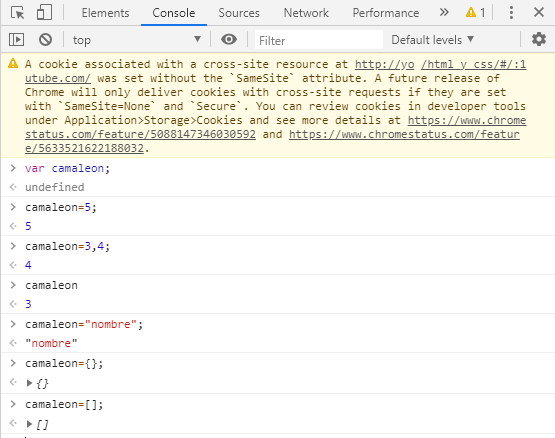 Elements Console Sources Network Performance » 1
top Filter Default levels
A cookie associated with a cross-site resource at http://yo /html y css/#/:1
utube.com/ was set without the `SameSite` attribute. A future release of
Chrome will only deliver cookies with cross-site requests if they are set
with `SameSite=None` and `Secure`. You can review cookies in developer tools
under Application>Storage>Cookies and see more details at https://www.chrome
status.com/feature/5088147346030592 and https://www.chromestatus.com/featur
e/5633521622188032.
> var camaleon;
undefined
> camaleon=5;
5
> camaleon=3,4;
4
> camaleon
3
> camaleon="nombre";
"nombre"
> camaleon={};
{}
> camaleon=[];
[]